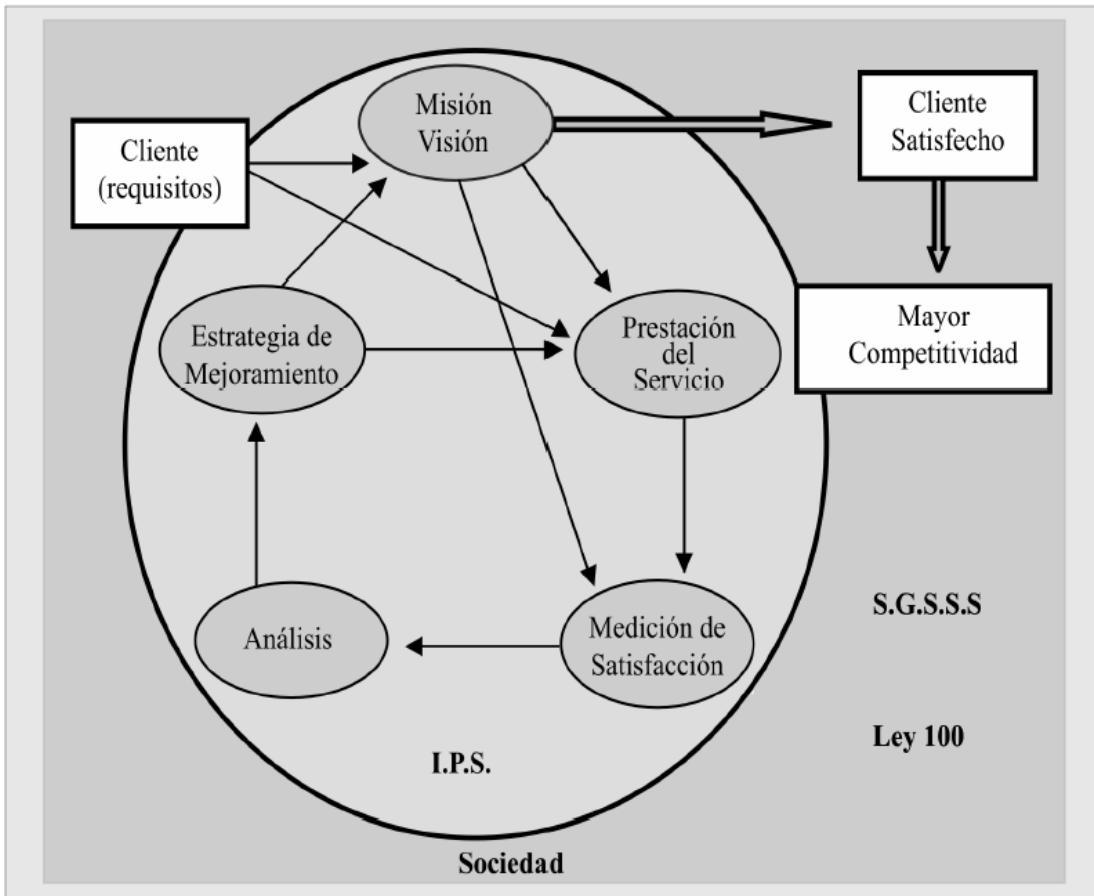 Misión
Visión
Cliente
Satisfecho
Cliente
(requisitos)
Estrategia de
Mejoramiento
Prestación
del
Servicio
Mayor
Competitividad
Análisis
Medición de
Satisfacción
S.G.S.S.S
Ley 100
I.P.S.
Sociedad